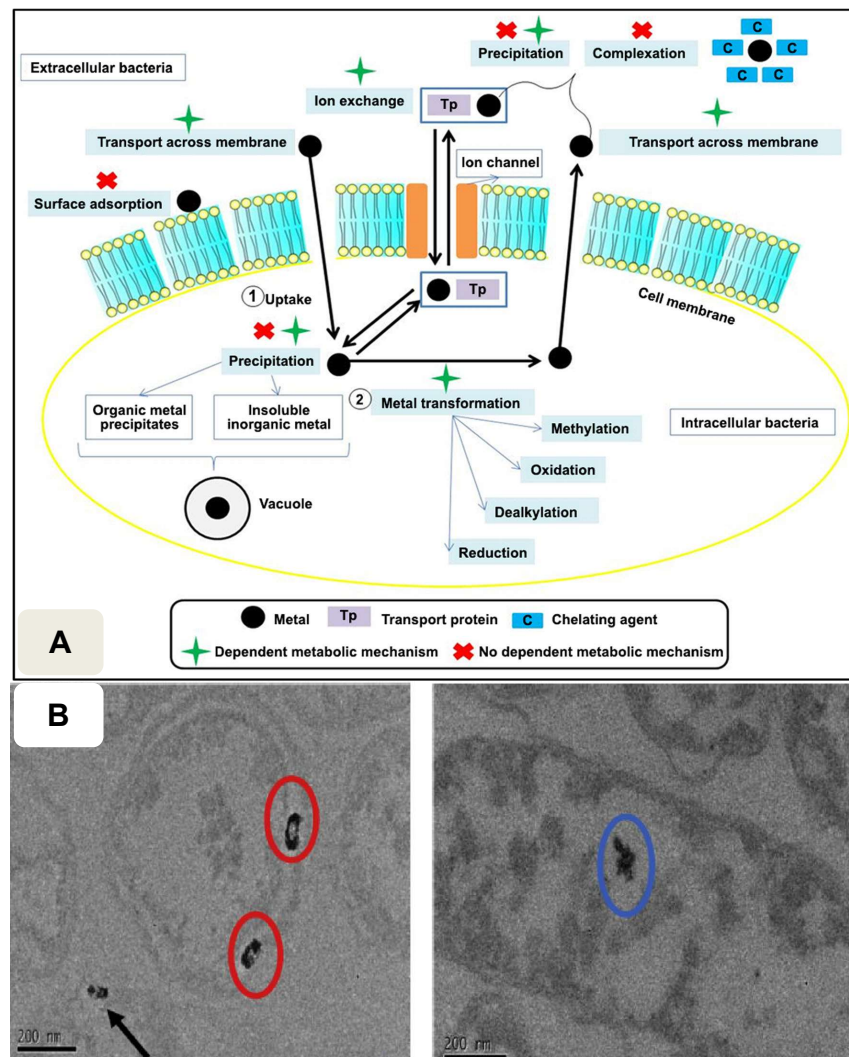 Precipitation
Complexation
C
C
C
C
C
Extracellular bacteria
Ion exchange
Tp
Transport across membrane
Transport across membrane
Ion channel
Surface adsorption
1 Uptake
Tp
Cell membrane
Precipitation
2
Metal transformation
Organic metal
precipitates
Insoluble
inorganic metal
Intracellular bacteria
Methylation
Oxidation
Vacuole
Dealkylation
Reduction
Metal
Tp
Transport protein
C
Chelating agent
Dependent metabolic mechanism
No dependent metabolic mechanism
A
B
200 nm
200 nm